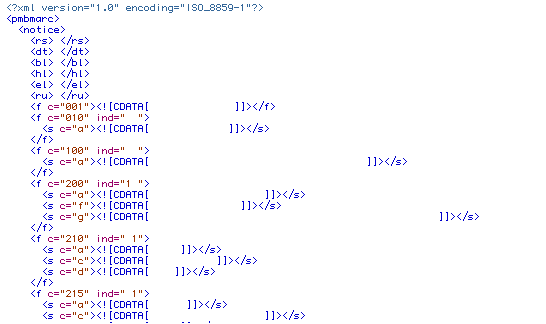 <?xml version="1.0" encoding="ISO_8859-1"?>
<pmbmarc>
<notice>
<rs> </rs>
<dt> </dt>
<bl> </bl>
<hl> </hl>
<el> </el>
<ru> </ru>
<f c="001"><![CDATA[ ]]></f>
<f c="010" ind="  ">
<s c="a"><![CDATA[ ]]></s>
</f>
<f c="100" ind="  ">
<s c="a"><![CDATA[ ]]></s>
</f>
<f c="200" ind="1 ">
<s c="a"><![CDATA[ ]]></s>
<s c="f"><![CDATA[ ]]></s>
<s c="g"><![CDATA[ ]]></s>
</f>
<f c="210" ind=" 1">
<s c="a"><![CDATA[ ]]></s>
<s c="c"><![CDATA[ ]]></s>
<s c="d"><![CDATA[ ]]></s>
</f>
<f c="215" ind=" 1">
<s c="a"><![CDATA[ ]]></s>
<s c="c"><![CDATA[ ]]></s>